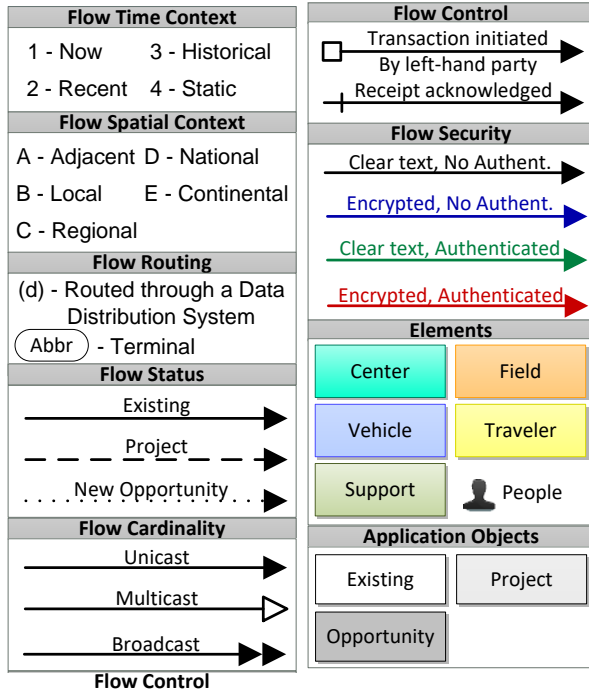 Flow Time Context
1 - Now 3 - Historical
2 - Recent 4 - Static
Flow Spatial Context
A - Adjacent D - National
B - Local E - Continental
C - Regional
Flow Routing
(d) - Routed through a Data
Distribution System
Abbr - Terminal
Flow Status
Existing
Project
New Opportunity
Flow Cardinality
Unicast
Multicast
Broadcast
Flow Control
Flow Control
Transaction initiated
By left-hand party
Receipt acknowledged
Flow Security
Clear text, No Authent.
Encrypted, No Authent.
Clear text, Authenticated
Encrypted, Authenticated
Elements
Center Field
Vehicle Traveler
Support People
Application Objects
Existing Project
Opportunity